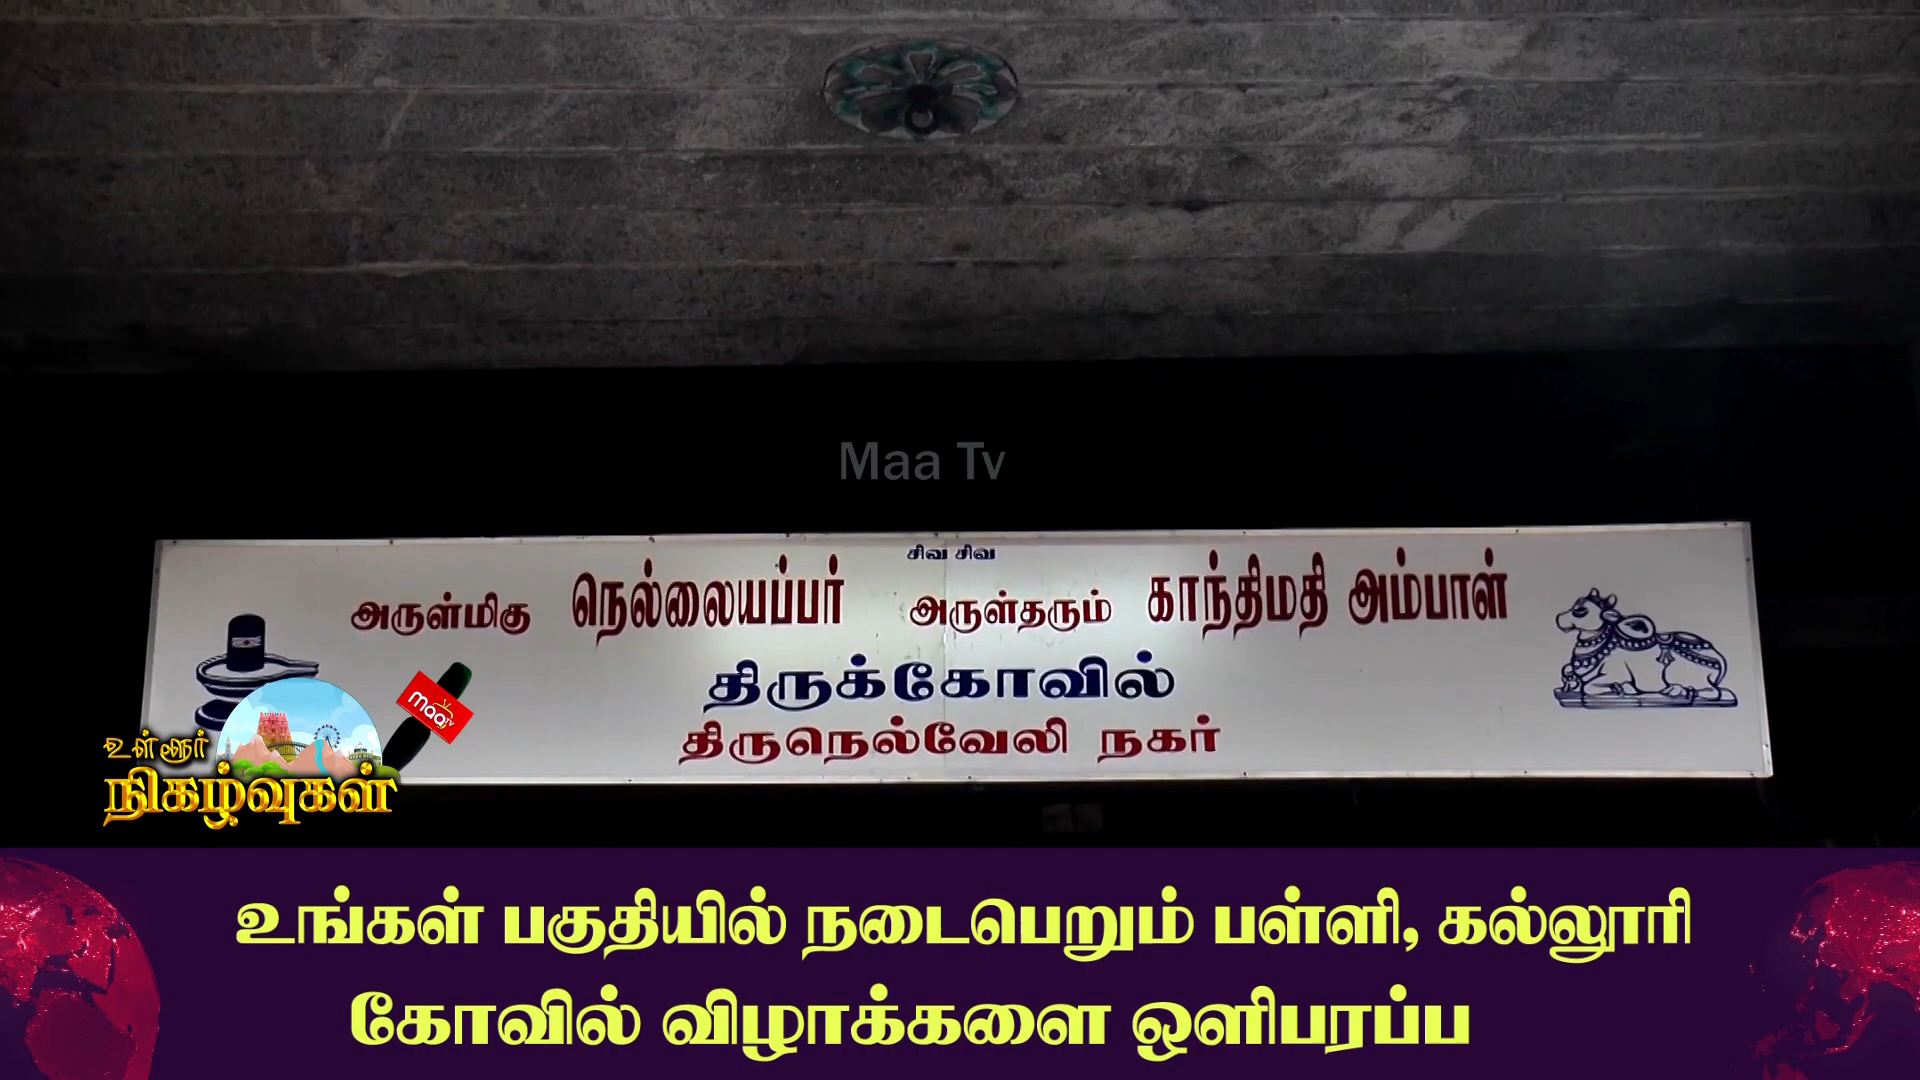 Maa Tv
சிவ சிவ
அருள்மிகு நெல்லையப்பர் அருள்தரும் காந்திமதி அம்பாள்
திருக்கோவில்
திருநெல்வேலி நகர்
maa tv
உள்ளூர்
நிகழ்வுகள்
உங்கள் பகுதியில் நடைபெறும் பள்ளி, கல்லூரி
கோவில் விழாக்களை ஒளிபரப்ப